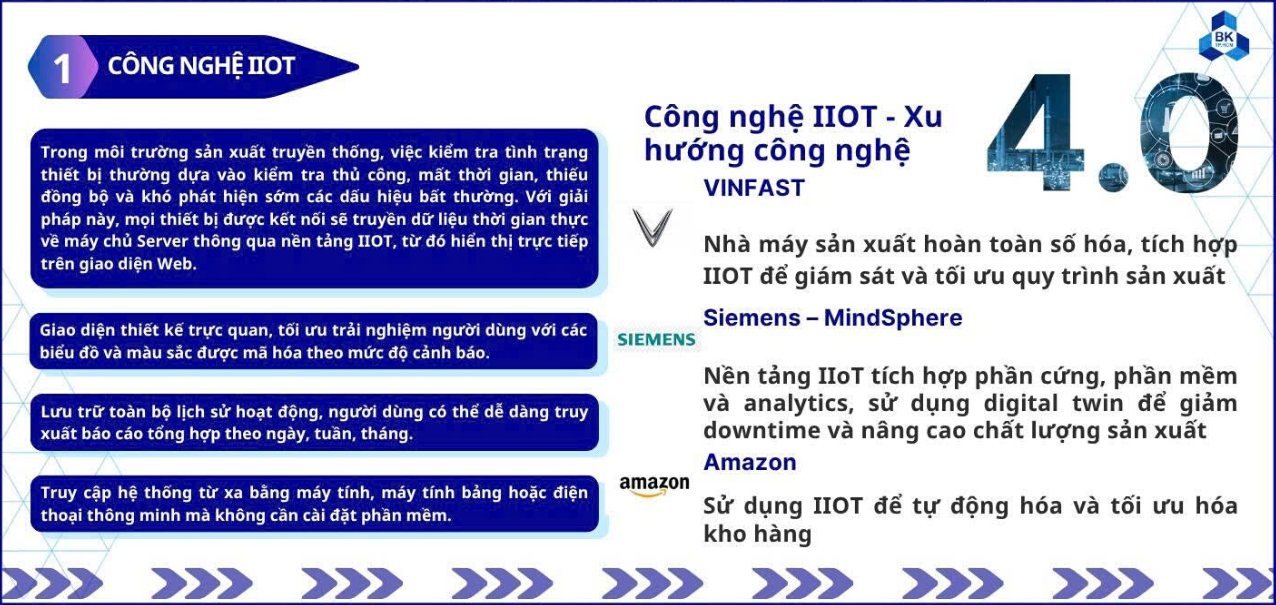 1
CÔNG NGHỆ IIOT
Trong môi trường sản xuất truyền thống, việc kiểm tra tình trạng
thiết bị thường dựa vào kiểm tra thủ công, mất thời gian, thiếu
đồng bộ và khó phát hiện sớm các dấu hiệu bất thường. Với giải
pháp này, mọi thiết bị được kết nối sẽ truyền dữ liệu thời gian thực
về máy chủ Server thông qua nền tảng IIOT, từ đó hiển thị trực tiếp
trên giao diện Web.
Giao diện thiết kế trực quan, tối ưu trải nghiệm người dùng với các
biểu đồ và màu sắc được mã hóa theo mức độ cảnh báo.
Lưu trữ toàn bộ lịch sử hoạt động, người dùng có thể dễ dàng truy
xuất báo cáo tổng hợp theo ngày, tuần, tháng.
Truy cập hệ thống từ xa bằng máy tính, máy tính bảng hoặc điện
thoại thông minh mà không cần cài đặt phần mềm.
BK
TP.HCM
4.0
Công nghệ IIOT - Xu
hướng công nghệ
VINFAST
Nhà máy sản xuất hoàn toàn số hóa, tích hợp
IIOT để giám sát và tối ưu quy trình sản xuất
SIEMENS
Siemens – MindSphere
Nền tảng IIoT tích hợp phần cứng, phần mềm
và analytics, sử dụng digital twin để giảm
downtime và nâng cao chất lượng sản xuất
amazon
Amazon
Sử dụng IIOT để tự động hóa và tối ưu hóa
kho hàng